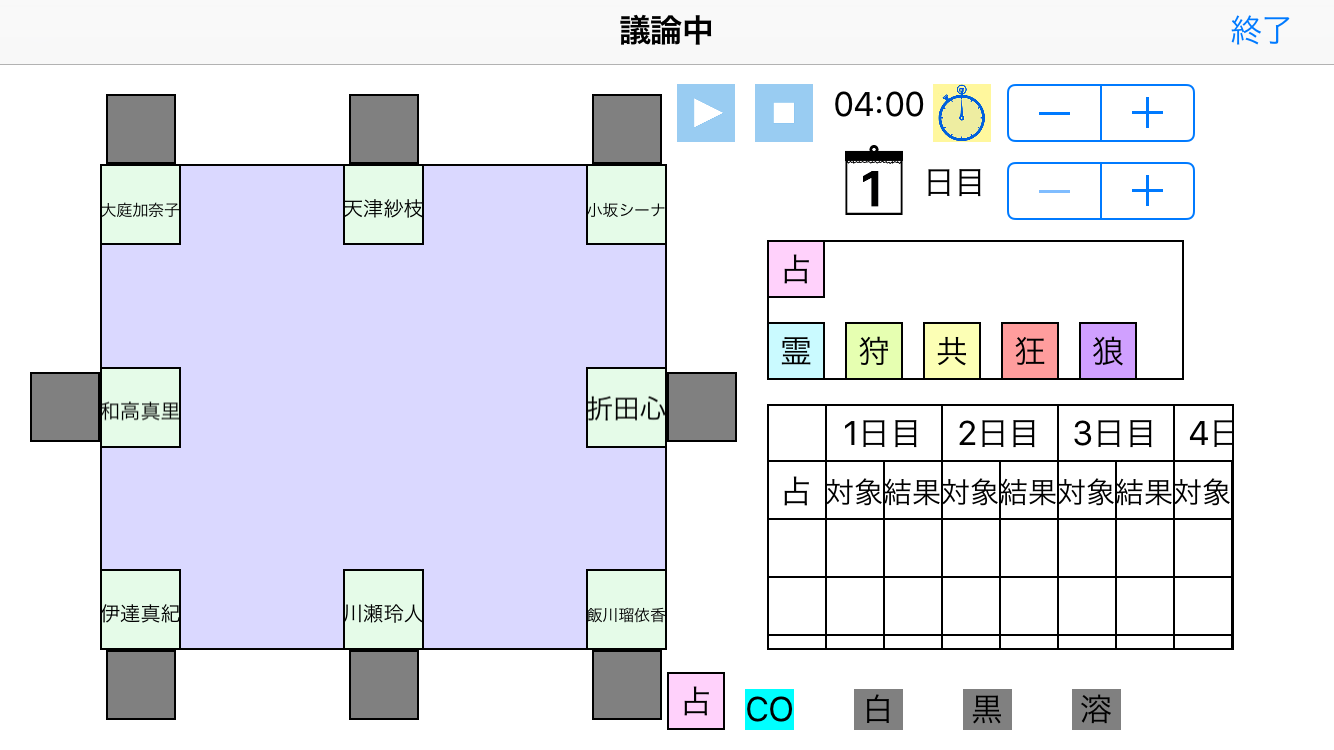 議論中
終了
04:00
1 日目
大庭加奈子 天津紗枝 小坂シーナ
和高真里 折田心
伊達真紀 川瀬玲人 飯川瑠依香
占
霊 狩 共 狂 狼
1日目 2日目 3日目 4日
占 対象 結果 対象 結果 対象 結果 対象
占 CO 白 黒 溶